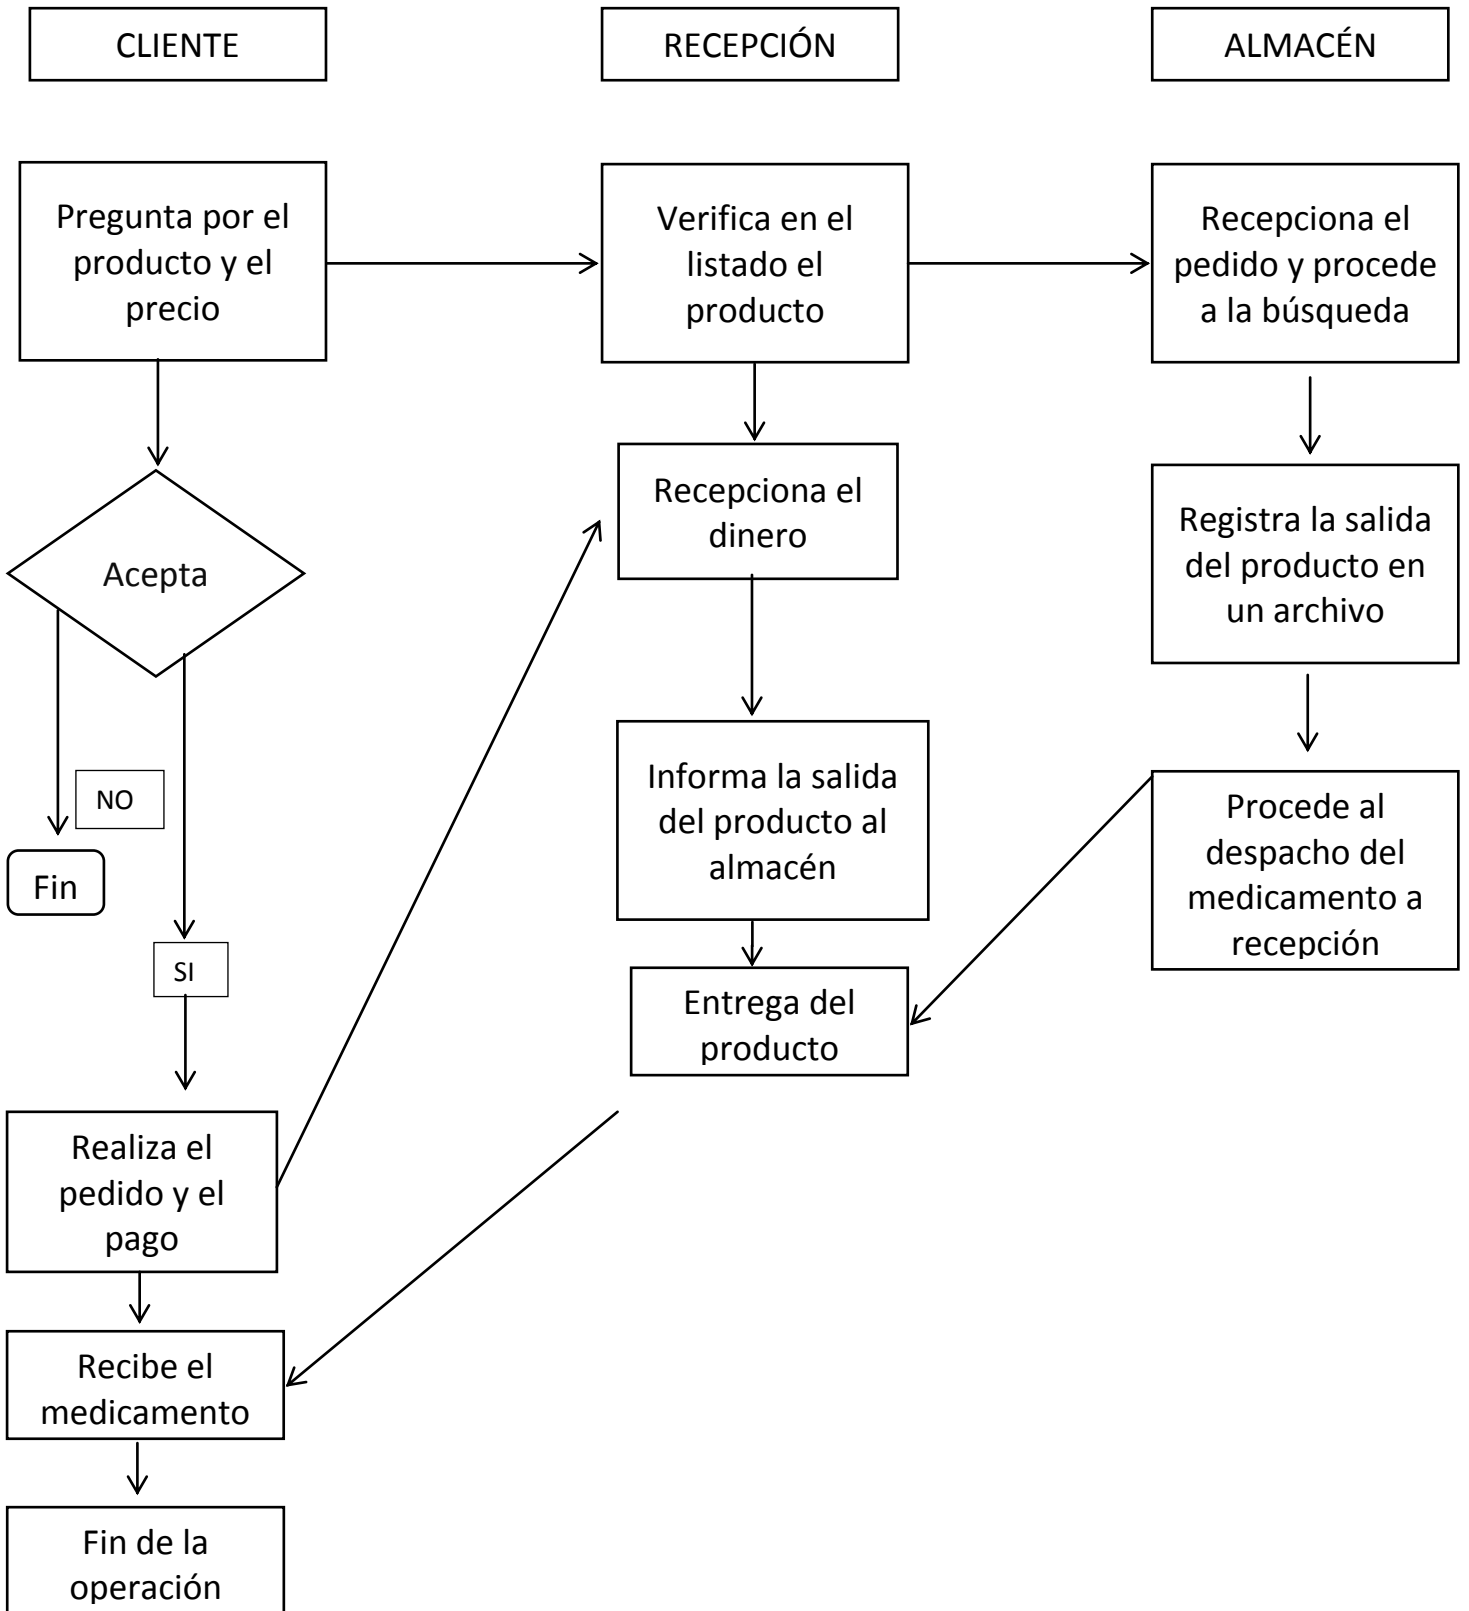 CLIENTE
RECEPCIÓN
ALMACÉN
Pregunta por el
producto y el
precio
Verifica en el
listado el
producto
Recepciona el
pedido y procede
a la búsqueda
Acepta
Recepciona el
dinero
Registra la salida
del producto en
un archivo
NO
Fin
SI
Informa la salida
del producto al
almacén
Procede al
despacho del
medicamento a
recepción
Entrega del
producto
Realiza el
pedido y el
pago
Recibe el
medicamento
Fin de la
operación